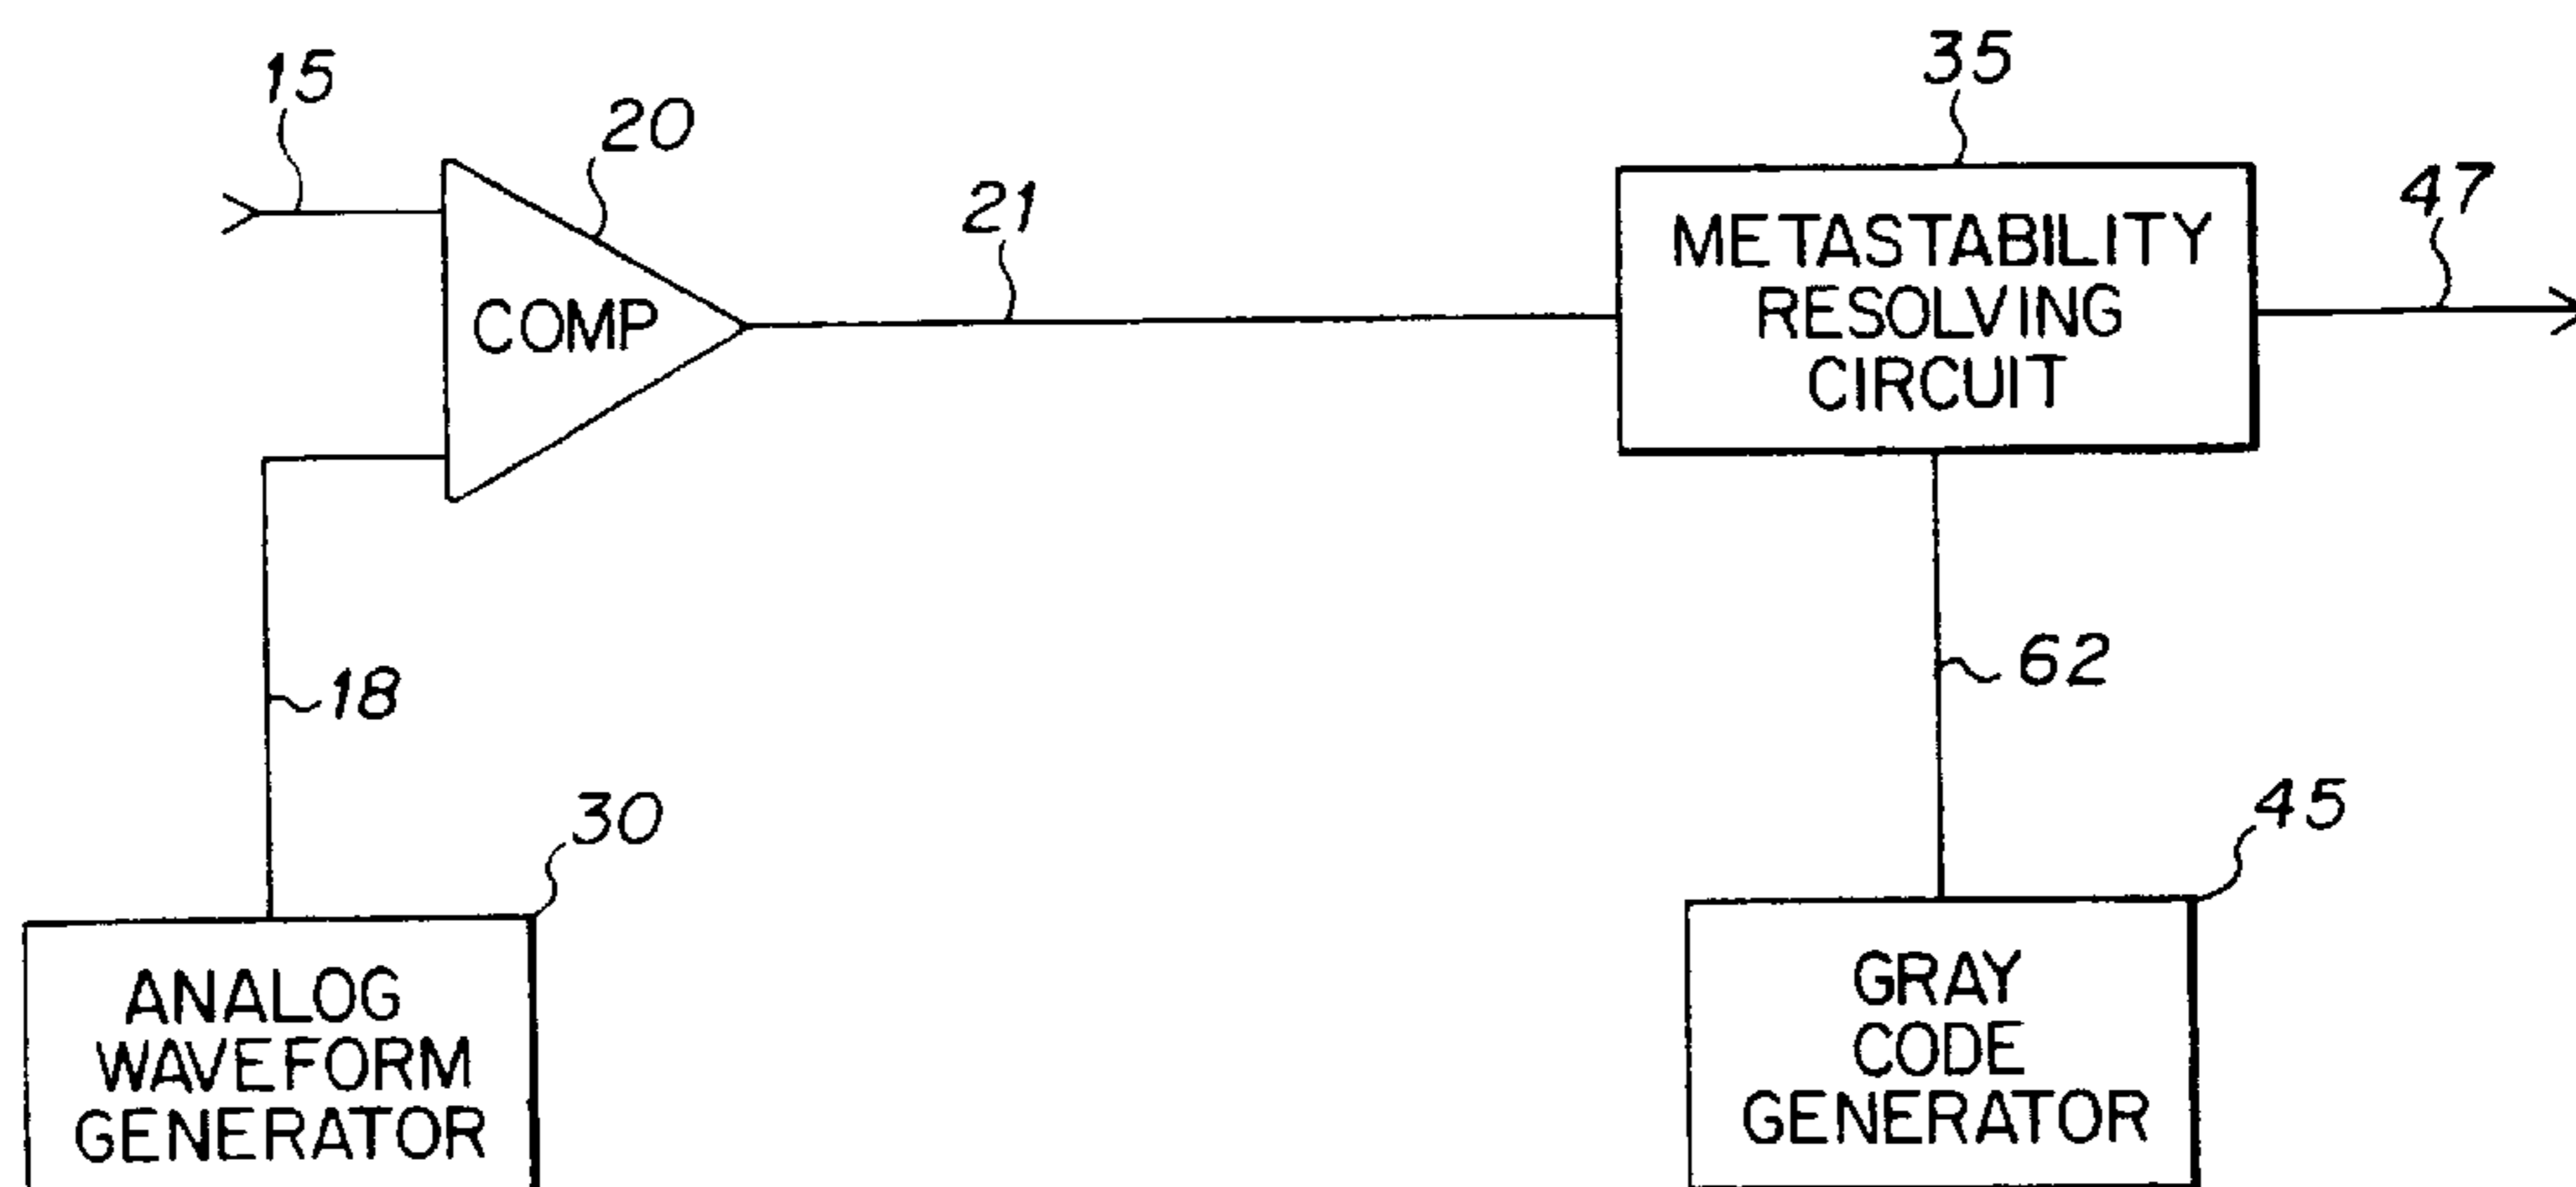 15
20
21
35
47
COMP
METASTABILITY
RESOLVING
CIRCUIT
18
62
30
45
ANALOG
WAVEFORM
GENERATOR
GRAY
CODE
GENERATOR